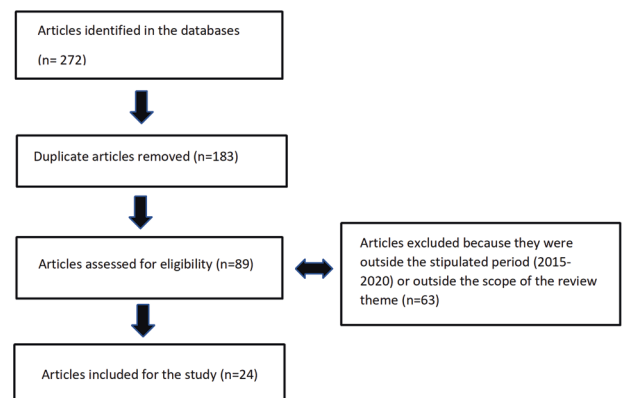 Articles identified in the databases
(n= 272)
Duplicate articles removed (n=183)
Articles assessed for eligibility (n=89)
Articles excluded because they were
outside the stipulated period (2015-
2020) or outside the scope of the review
theme (n=63)
Articles included for the study (n=24)